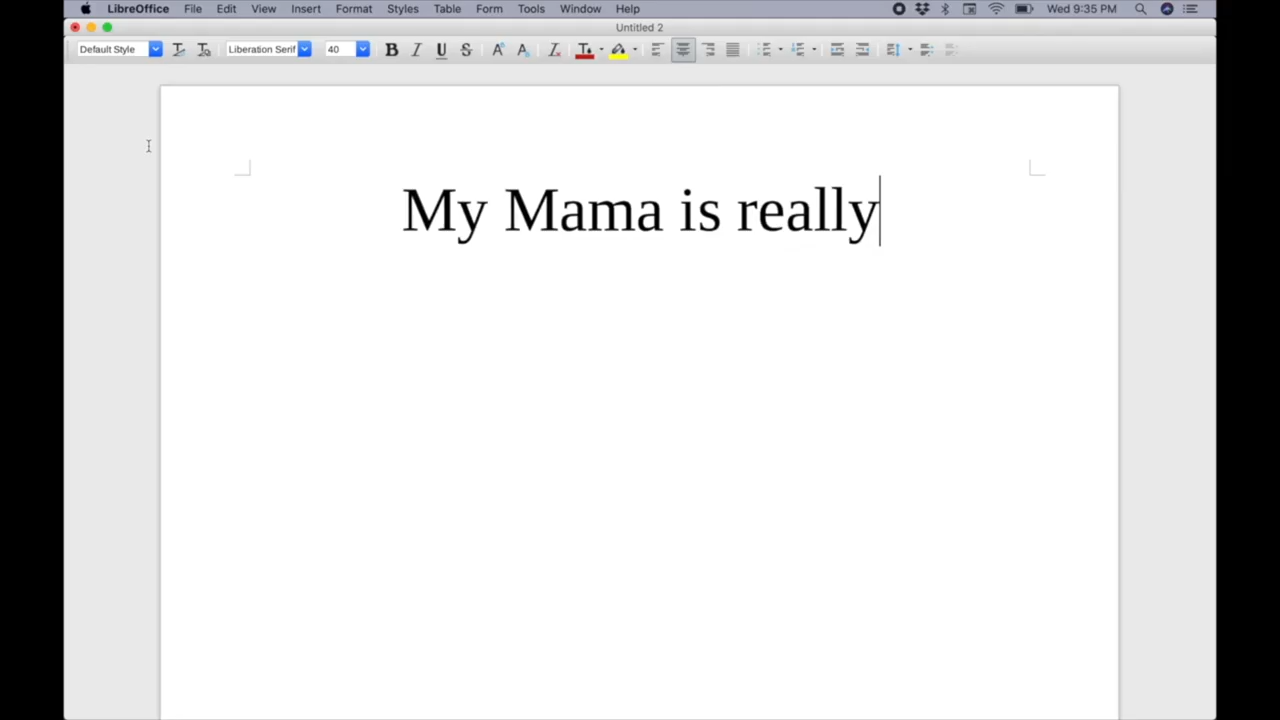 LibreOffice File Edit View Insert Format Styles Table Form Tools Window Help Wed 9:35 PM
Untitled 2
Default Style Liberation Serif 40
My Mama is really